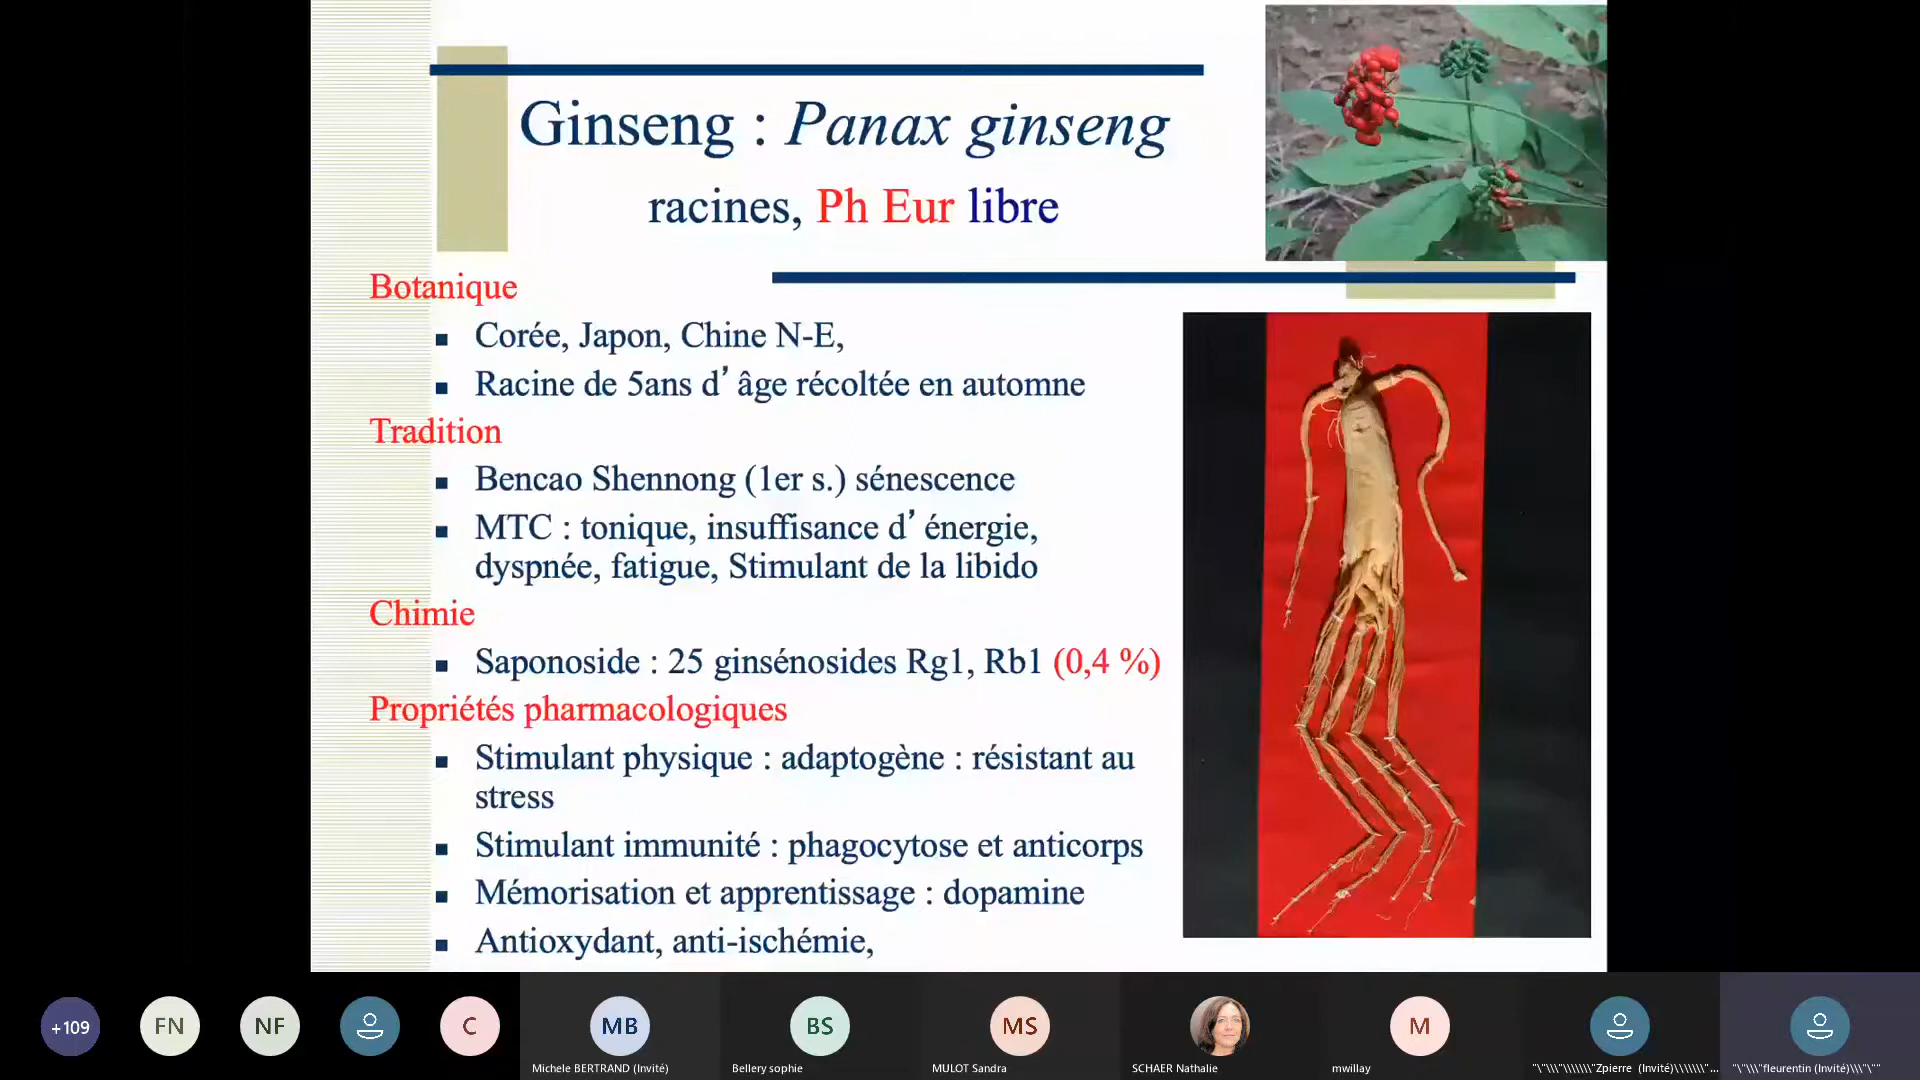 Ginseng : Panax ginseng
racines, Ph Eur libre
Botanique
Corée, Japon, Chine N-E,
Racine de 5ans d’ âge récoltée en automne
Tradition
Bencao Shennong (1er s.) sénescence
MTC : tonique, insuffisance d’ énergie,
dyspnée, fatigue, Stimulant de la libido
Chimie
Saponoside : 25 ginsénosides Rg1, Rb1 (0,4 %)
Propriétés pharmacologiques
Stimulant physique : adaptogène : résistant au
stress
Stimulant immunité : phagocytose et anticorps
Mémorisation et apprentissage : dopamine
Antioxydant, anti-ischémie,
+109
FN
NF
C
MB
BS
MS
M
Michele BERTRAND (Invité)
Bellery sophie
MULOT Sandra
SCHAER Nathalie
mwillay
"\"\\\"\\\\\\\"Zpierre (Invité)\\\\\\\"...
"\"\\\"fleurentin (Invité)\\\"\""